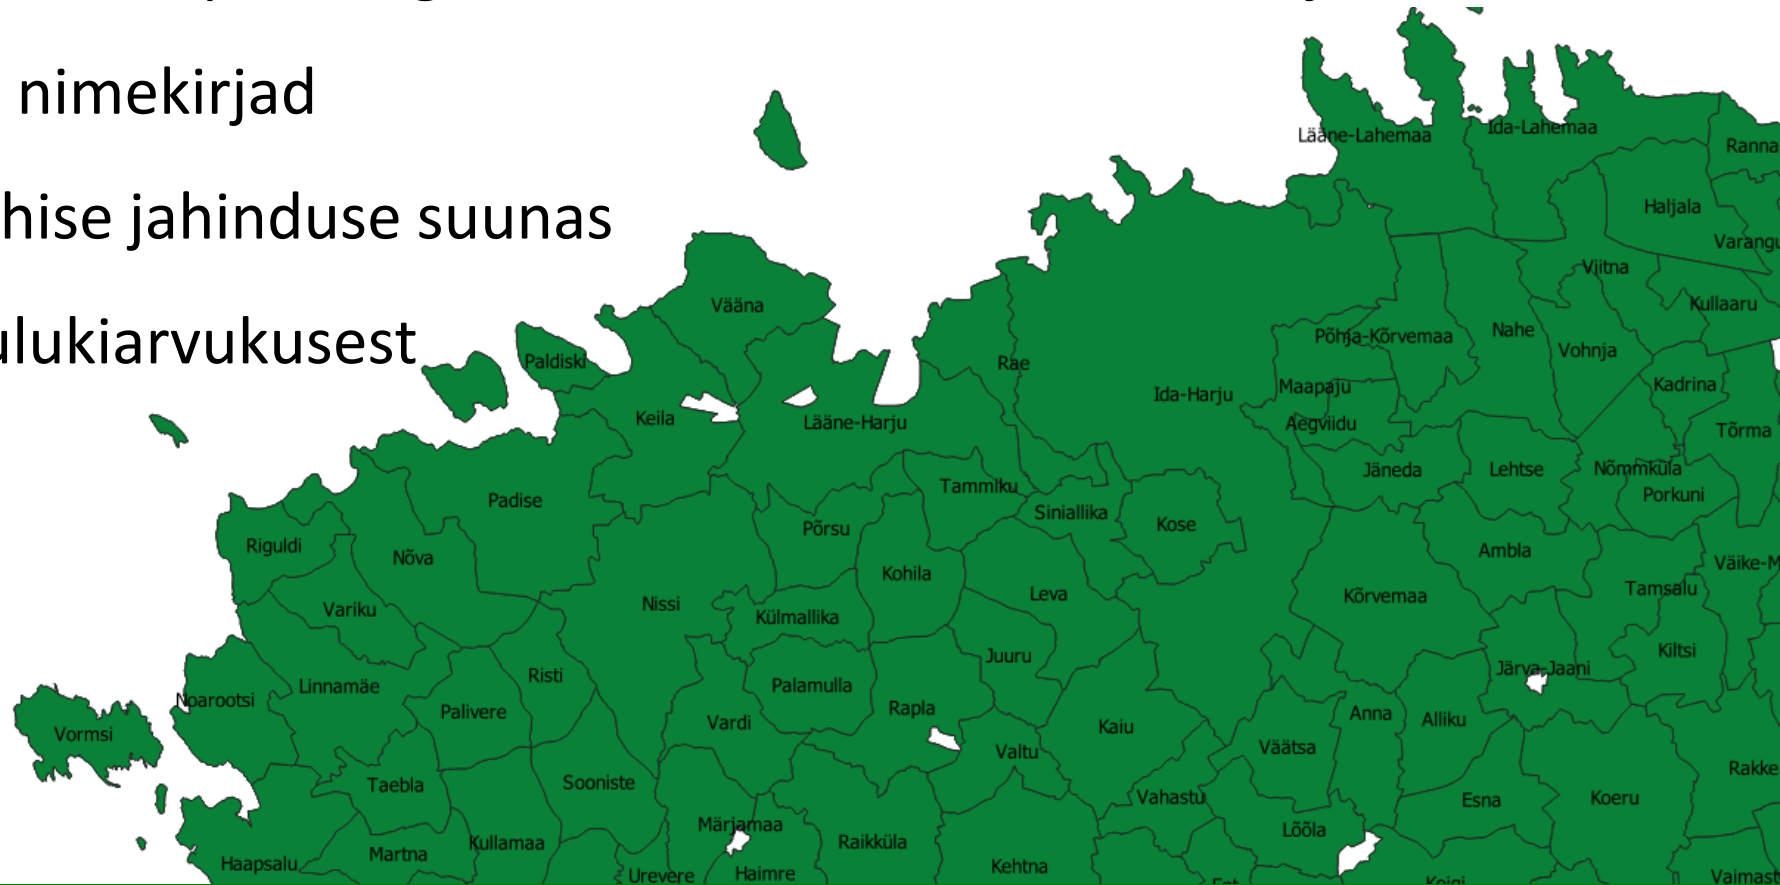 nimekirjad
hise jahinduse suunas
ulukiarvukusest
Lääne-Lahemaa
Ida-Lahemaa
Ranna
Haljala
Varangu
Viitna
Kullaaru
Vääna
Paldiski
Rae
Põhja-Kõrvemaa
Nahe
Vohnja
Kadrina
Ida-Harju
Maapaju
Keila
Lääne-Harju
Aegviidu
Tõrma
Jäneda
Lehtse
Nõmmküla
Porkuni
Padise
Tammiku
Siniallika
Kose
Põrsu
Riguldi
Nõva
Ambla
Väike-M
Kohila
Tamsalu
Leva
Kõrvemaa
Variku
Nissi
Külmallika
Juuru
Kiltsi
Järva-Jaani
Risti
Linnamäe
Palamulla
Noarootsi
Palivere
Rapla
Vardi
Kaiu
Anna
Alliku
Vormsi
Valtu
Väätsa
Rakke
Taebla
Sooniste
Vahastu
Esna
Koeru
Märjamaa
Lõõla
Kullamaa
Raikküla
Martna
Haapsalu
Urevere
Haimre
Kehtna
Vaimast